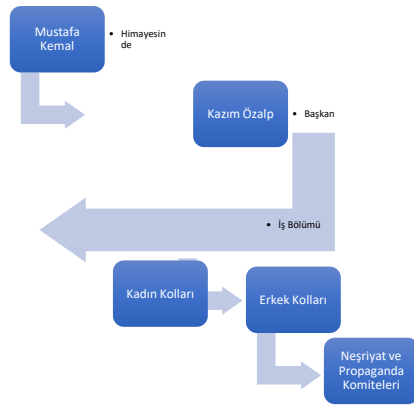 Mustafa
Kemal
• Himayesin
de
Kazım Özalp
• Başkan
• İş Bölümü
Kadın Kolları
Erkek Kolları
Neşriyat ve
Propaganda
Komiteleri